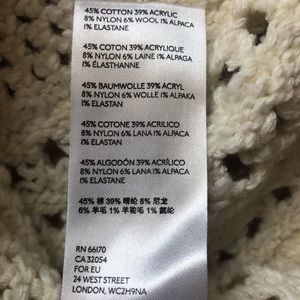 45% COTTON 39% ACRYLIC
8% NYLON 6% WOOL 1% ALPACA
1% ELASTANE
45% COTON 39% ACRYLIQUE
8% NYLON 6% LAINE 1% ALPAGA
1% ÉLASTHANNE
45% BAUMWOLLE 39% ACRYL
8% NYLON 6% WOLLE 1% ALPAKA
1% ELASTAN
45% COTONE 39% ACRILICO
8% NYLON 6% LANA 1% ALPACA
1% ELASTAN
45% ALGODÓN 39% ACRÍLICO
8% NYLON 6% LANA 1% ALPACA
1% ELASTANE
45% 棉 39% 腈纶 8% 尼龙
6% 羊毛 1% 羊驼毛 1% 氨纶
RN 66170
CA 32054
FOR EU
24 WEST STREET
LONDON, WC2H9NA